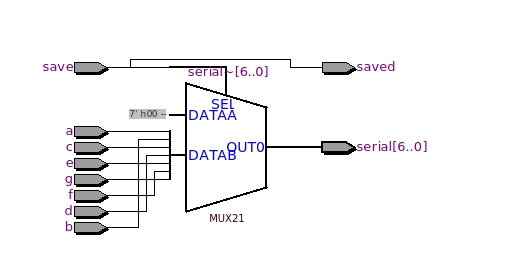 save
saved
serial~[6..0]
SEL
7' h00 --
DATAA
a
c
OUT0
serial[6..0]
e
DATAB
g
f
d
b
MUX21